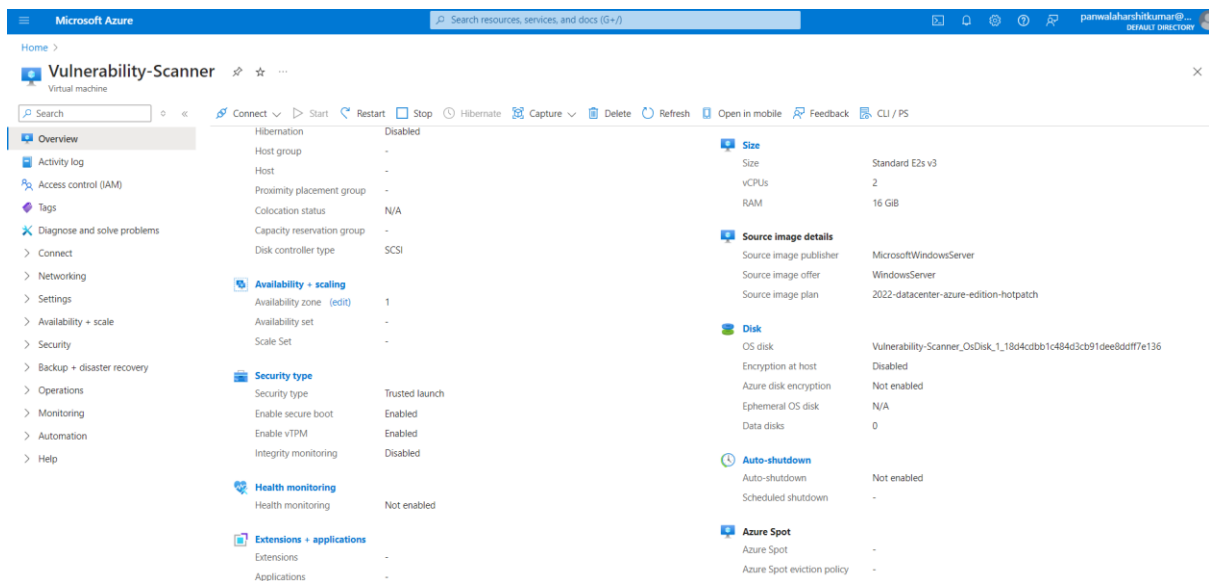 Microsoft Azure
Search resources, services, and docs (G+/)
panwalaharshitkumar@...
DEFAULT DIRECTORY
Home >
Vulnerability-Scanner
Virtual machine
Search
Connect
Start
Restart
Stop
Hibernate
Capture
Delete
Refresh
Open in mobile
Feedback
CLI / PS
Overview
Activity log
Access control (IAM)
Tags
Diagnose and solve problems
Connect
Networking
Settings
Availability + scale
Security
Backup + disaster recovery
Operations
Monitoring
Automation
Help
Hibernation Disabled
Host group -
Host -
Proximity placement group -
Colocation status N/A
Capacity reservation group -
Disk controller type SCSI
Availability + scaling
Availability zone (edit) 1
Availability set -
Scale Set -
Security type
Security type Trusted launch
Enable secure boot Enabled
Enable vTPM Enabled
Integrity monitoring Disabled
Health monitoring
Health monitoring Not enabled
Extensions + applications
Extensions -
Applications -
Size
Size Standard E2s v3
vCPUs 2
RAM 16 GiB
Source image details
Source image publisher MicrosoftWindowsServer
Source image offer WindowsServer
Source image plan 2022-datacenter-azure-edition-hotpatch
Disk
OS disk Vulnerability-Scanner_OsDisk_1_18d4cdbb1c484d3cb91dee8ddff7e136
Encryption at host Disabled
Azure disk encryption Not enabled
Ephemeral OS disk N/A
Data disks 0
Auto-shutdown
Auto-shutdown Not enabled
Scheduled shutdown -
Azure Spot
Azure Spot -
Azure Spot eviction policy -